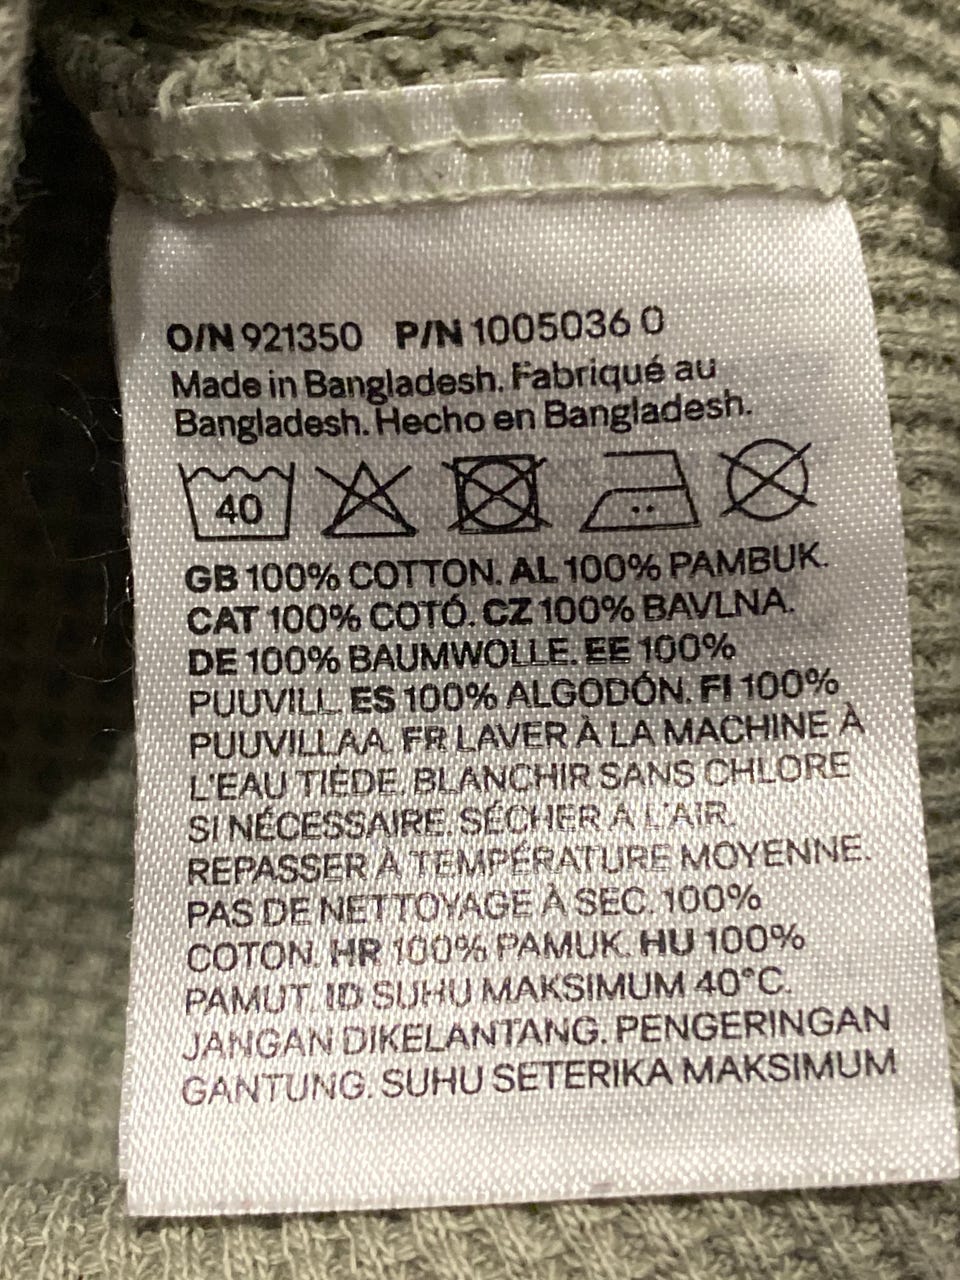 O/N 921350 P/N 1005036 0
Made in Bangladesh. Fabriqué au
Bangladesh. Hecho en Bangladesh.
40
GB 100% COTTON. AL 100% PAMBUK.
CAT 100% COTÓ. CZ 100% BAVLNA.
DE 100% BAUMWOLLE. EE 100%
PUUVILL. ES 100% ALGODÓN. FI 100%
PUUVILLAA. FR LAVER À LA MACHINE À
L'EAU TIÈDE. BLANCHIR SANS CHLORE
SI NÉCESSAIRE. SÉCHER À L'AIR.
REPASSER À TEMPÉRATURE MOYENNE.
PAS DE NETTOYAGE À SEC. 100%
COTON. HR 100% PAMUK. HU 100%
PAMUT. ID SUHU MAKSIMUM 40°C.
JANGAN DIKELANTANG. PENGERINGAN
GANTUNG. SUHU SETERIKA MAKSIMUM